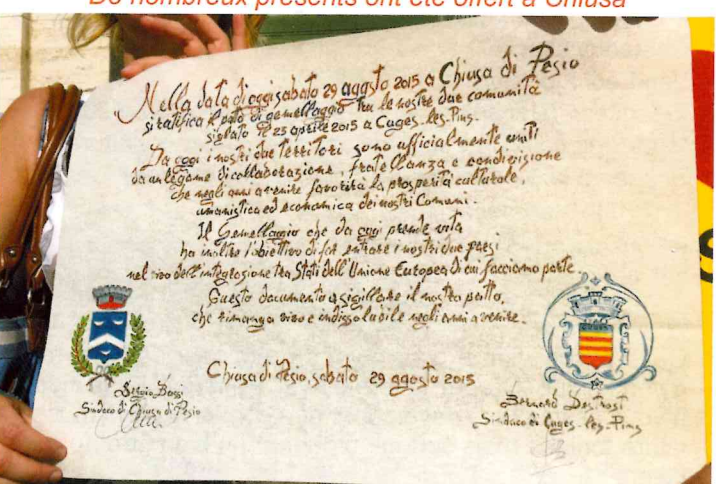 De nombreux présents ont été offert à Chiusa
Nella data di oggi sabato 29 agosto 2015 a Chiusa di Pesio
si ratifica il patto di gemellaggio tra le nostre due comunità
siglato il 25 aprile 2015 a Cuges-les-Pins.
Da oggi i nostri due territori sono ufficialmente uniti
da un legame di collaborazione, fratellanza e condivisione
che negli anni a venire favorirà la prosperità culturale,
umanistica ed economica dei nostri Comuni.
Il Gemellaggio che da oggi prende vita
ha inoltre l'obiettivo di far entrare i nostri due paesi
nel vivo dell'integrazione tra Stati dell'Unione Europea di cui facciamo parte.
Questo documento a sigillare il nostro patto,
che rimanga vivo e indissolubile negli anni a venire.
Chiusa di Pesio, sabato 29 agosto 2015
Sergio Bossi
Sindaco di Chiusa di Pesio
Bernard Destrost
Sindaco di Cuges-les-Pins